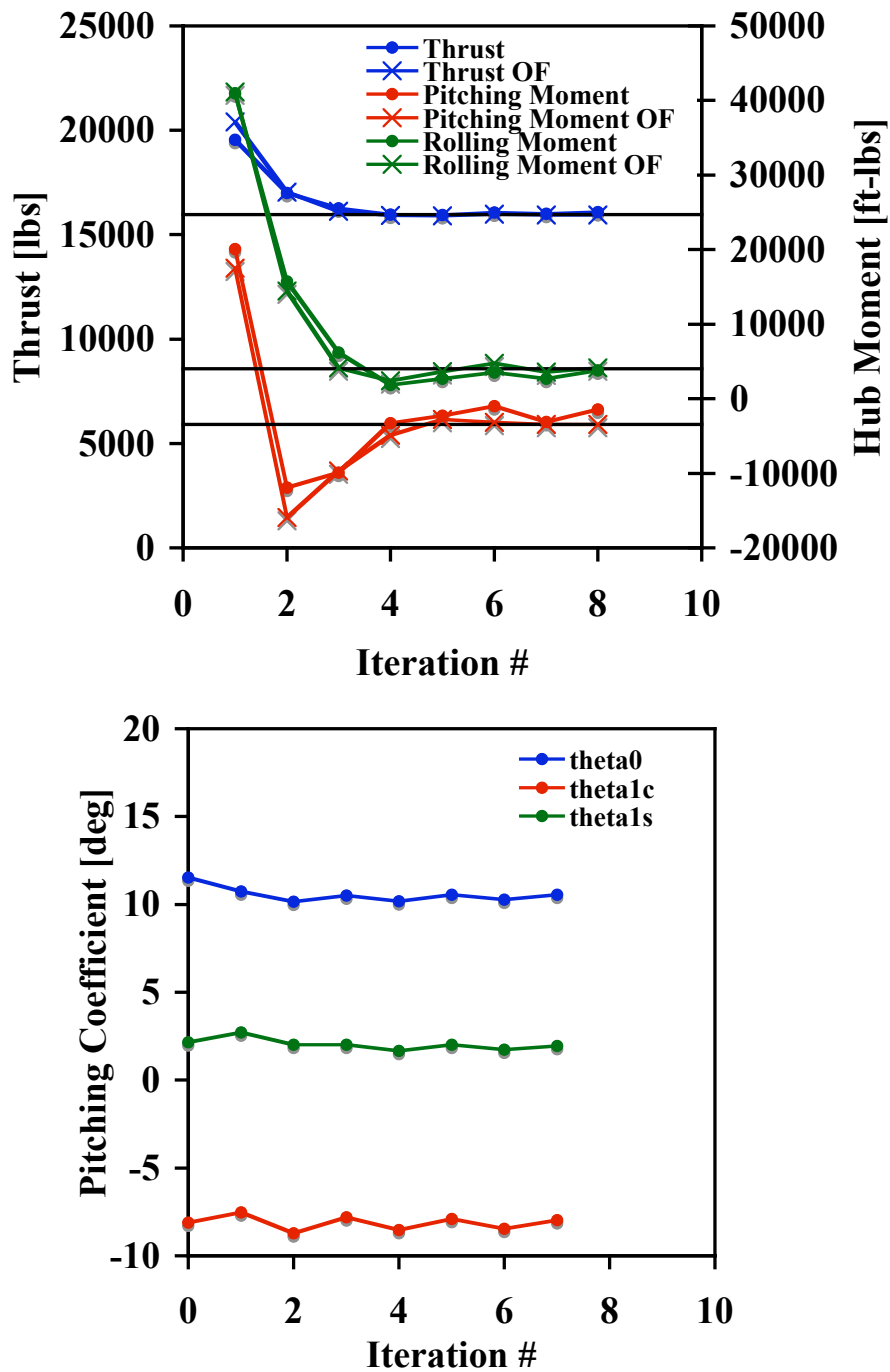 25000
20000
15000
10000
5000
0
Thrust [lbs]
Thrust
Thrust OF
Pitching Moment
Pitching Moment OF
Rolling Moment
Rolling Moment OF
50000
40000
30000
20000
10000
0
-10000
-20000
Hub Moment [ft-lbs]
0 2 4 6 8 10
Iteration #
20
15
10
5
0
-5
-10
Pitching Coefficient [deg]
theta0
theta1c
theta1s
0 2 4 6 8 10
Iteration #